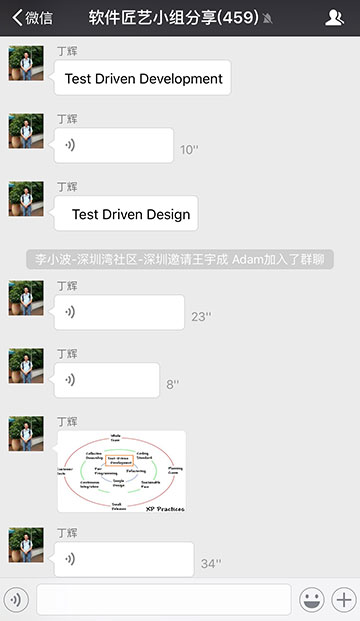 微信
软件匠艺小组分享(459)
丁辉
Test Driven Development
丁辉
10"
丁辉
Test Driven Design
李小波-深圳湾社区-深圳邀请王宇成 Adam加入了群聊
丁辉
23"
丁辉
8"
丁辉
Whole
Team
Collective
Ownership
Coding
Standard
Test-Driven
Development
Customer
Tests
Pair
Programming
Refactoring
Planning
Game
Continuous
Integration
Simple
Design
Sustainable
Pace
Small
Releases
XP Practices
丁辉
34"